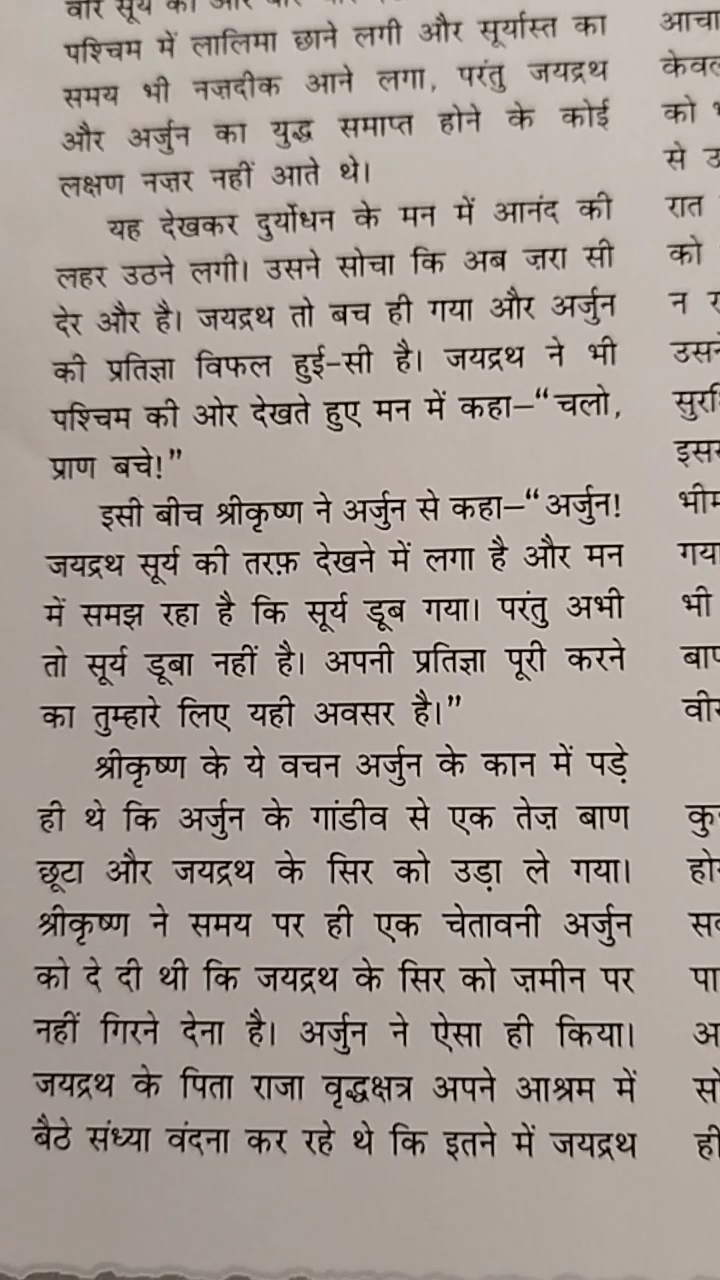 पश्चिम में लालिमा छाने लगी और सूर्यास्त का
समय भी नज़दीक आने लगा, परंतु जयद्रथ
और अर्जुन का युद्ध समाप्त होने के कोई
लक्षण नज़र नहीं आते थे।
यह देखकर दुर्योधन के मन में आनंद की
लहर उठने लगी। उसने सोचा कि अब ज़रा सी
देर और है। जयद्रथ तो बच ही गया और अर्जुन
की प्रतिज्ञा विफल हुई-सी है। जयद्रथ ने भी
पश्चिम की ओर देखते हुए मन में कहा–“चलो,
प्राण बचे!”
इसी बीच श्रीकृष्ण ने अर्जुन से कहा–“अर्जुन!
जयद्रथ सूर्य की तरफ़ देखने में लगा है और मन
में समझ रहा है कि सूर्य डूब गया। परंतु अभी
तो सूर्य डूबा नहीं है। अपनी प्रतिज्ञा पूरी करने
का तुम्हारे लिए यही अवसर है।”
श्रीकृष्ण के ये वचन अर्जुन के कान में पड़े
ही थे कि अर्जुन के गांडीव से एक तेज़ बाण
छूटा और जयद्रथ के सिर को उड़ा ले गया।
श्रीकृष्ण ने समय पर ही एक चेतावनी अर्जुन
को दे दी थी कि जयद्रथ के सिर को ज़मीन पर
नहीं गिरने देना है। अर्जुन ने ऐसा ही किया।
जयद्रथ के पिता राजा वृद्धक्षत्र अपने आश्रम में
बैठे संध्या वंदना कर रहे थे कि इतने में जयद्रथ
को
से
रात
को
न
गया
भी